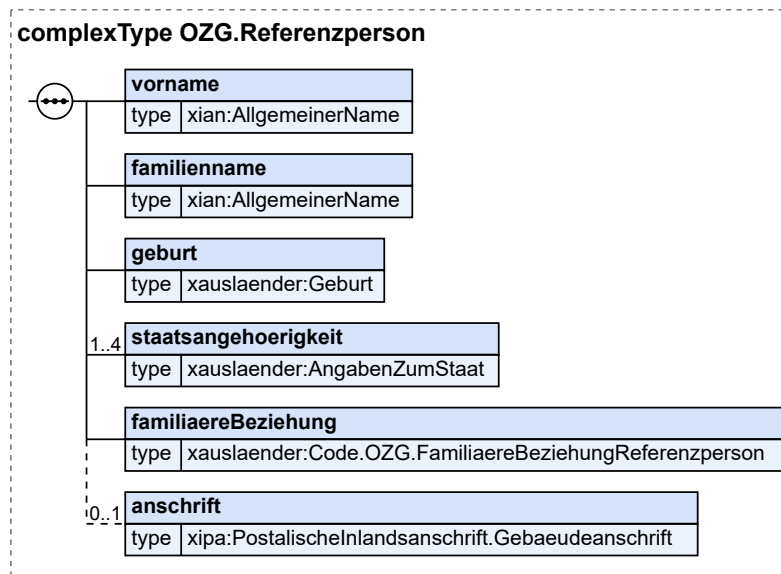 complexType OZG.Referenzperson
vorname
type xian:AllgemeinerName
familienname
type xian:AllgemeinerName
geburt
type xauslaender:Geburt
1..4 staatsangehoerigkeit
type xauslaender:AngabenZumStaat
familiaereBeziehung
type xauslaender:Code.OZG.FamiliaereBeziehungReferenzperson
0..1 anschrift
type xipa:PostalischeInlandsanschrift.Gebaeudeanschrift